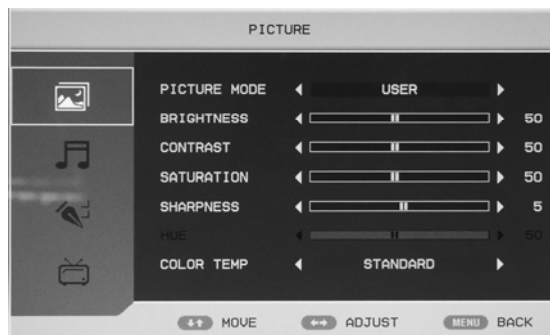 PICTURE
PICTURE MODE USER
BRIGHTNESS 50
CONTRAST 50
SATURATION 50
SHARPNESS 5
HUE 50
COLOR TEMP STANDARD
MOVE ADJUST MENU BACK